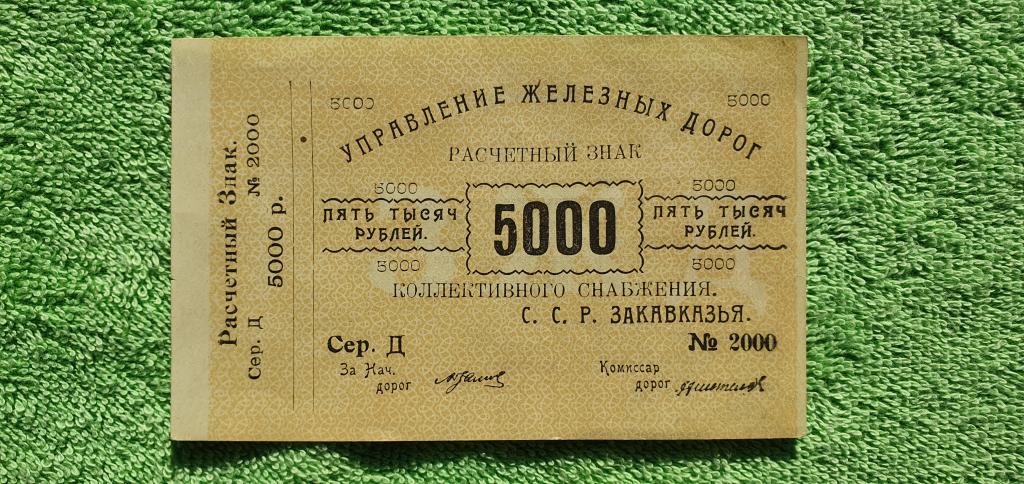 Расчетный Знак.
Сер. Д № 2000
5000 р.
5000 5000
УПРАВЛЕНИЕ ЖЕЛЕЗНЫХ ДОРОГ
РАСЧЕТНЫЙ ЗНАК
5000 5000
ПЯТЬ ТЫСЯЧ 5000 ПЯТЬ ТЫСЯЧ
РУБЛЕЙ. РУБЛЕЙ.
5000 5000
КОЛЛЕКТИВНОГО СНАБЖЕНИЯ.
С. С. Р. ЗАКАВКАЗЬЯ.
Сер. Д № 2000
За Нач. Комиссар
дорог дорог